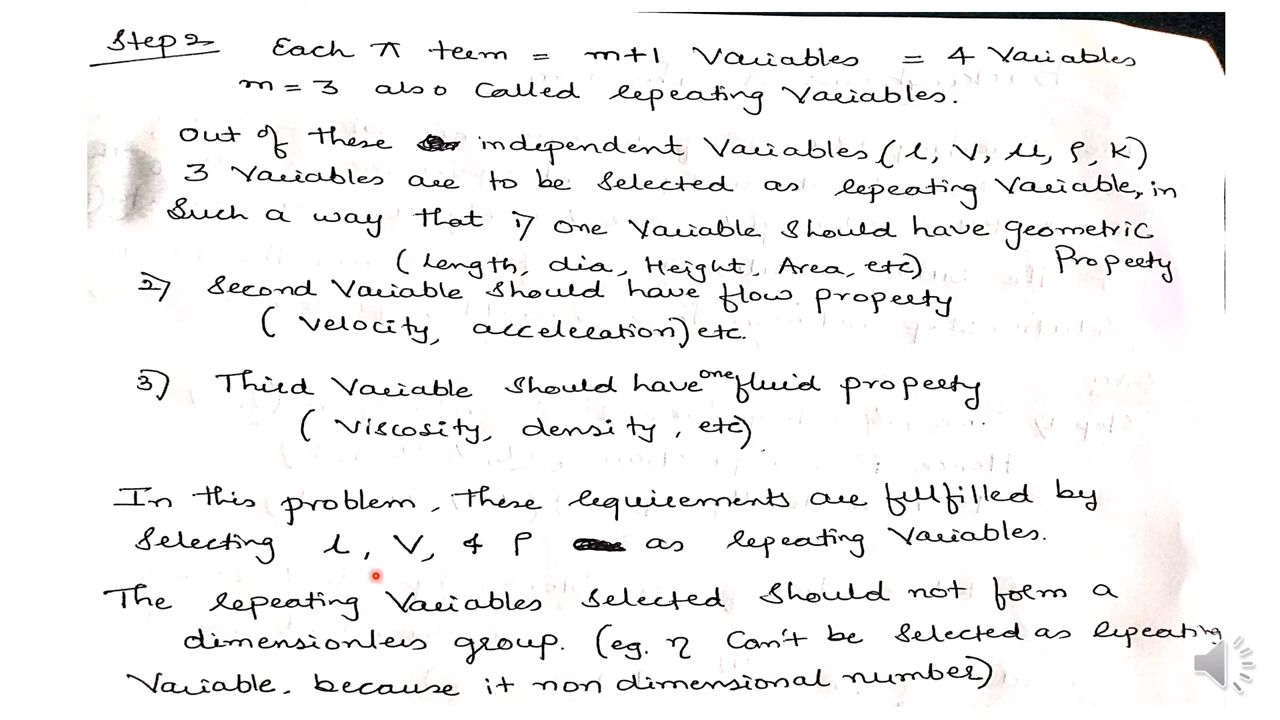 Step 2 Each π term = m+1 Variables = 4 Variables
m = 3 also called repeating Variables.
Out of these independent Variables (l, V, μ, ρ, K)
3 Variables are to be selected as repeating Variable, in
Such a way that 1) One Variable should have geometric
(Length, dia, Height, Area, etc) Property
2) Second Variable should have flow property
(Velocity, acceleration) etc.
3) Third Variable should have one fluid property
(Viscosity, density, etc)
In this problem, these requirements are fullfilled by
selecting l, V, & ρ as repeating Variables.
The repeating Variables selected should not form a
dimensionless group. (eg. η can't be selected as repeating
Variable, because it non dimensional number)